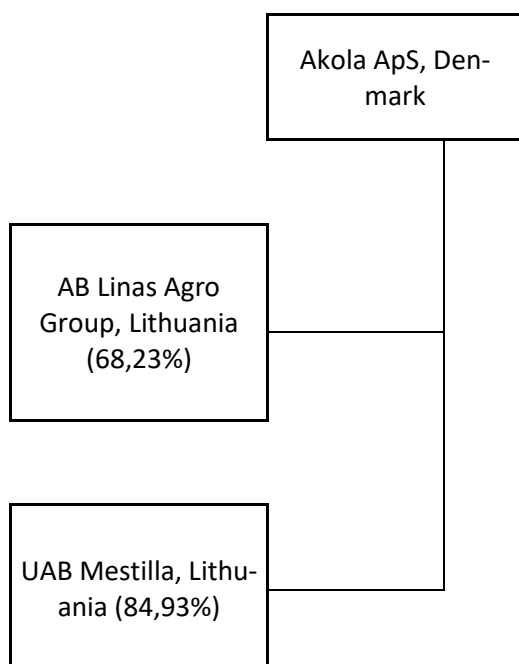 Akola ApS, Den-
mark
AB Linas Agro
Group, Lithuania
(68,23%)
UAB Mestilla, Lithu-
ania (84,93%)